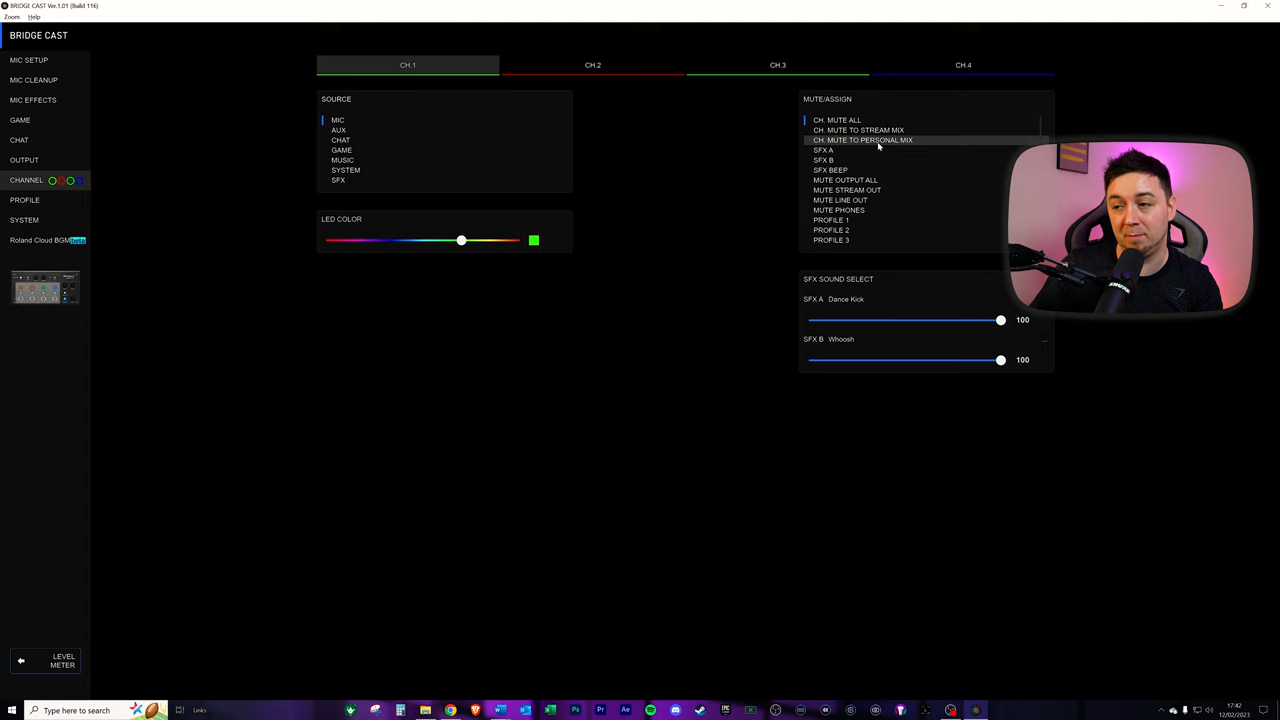 BRIDGE CAST Ver.1.01 (Build 116)
Zoom Help
BRIDGE CAST
MIC SETUP
MIC CLEANUP
MIC EFFECTS
GAME
CHAT
OUTPUT
CHANNEL
PROFILE
SYSTEM
Roland Cloud BGM beta
LEVEL
METER
CH.1 CH.2 CH.3 CH.4
SOURCE
MIC
AUX
CHAT
GAME
MUSIC
SYSTEM
SFX
LED COLOR
MUTE/ASSIGN
CH. MUTE ALL
CH. MUTE TO STREAM MIX
CH. MUTE TO PERSONAL MIX
SFX A
SFX B
SFX BEEP
MUTE OUTPUT ALL
MUTE STREAM OUT
MUTE LINE OUT
MUTE PHONES
PROFILE 1
PROFILE 2
PROFILE 3
SFX SOUND SELECT
SFX A Dance Kick
100
SFX B Whoosh ...
100
Type here to search
Links
17:42
12/02/2023